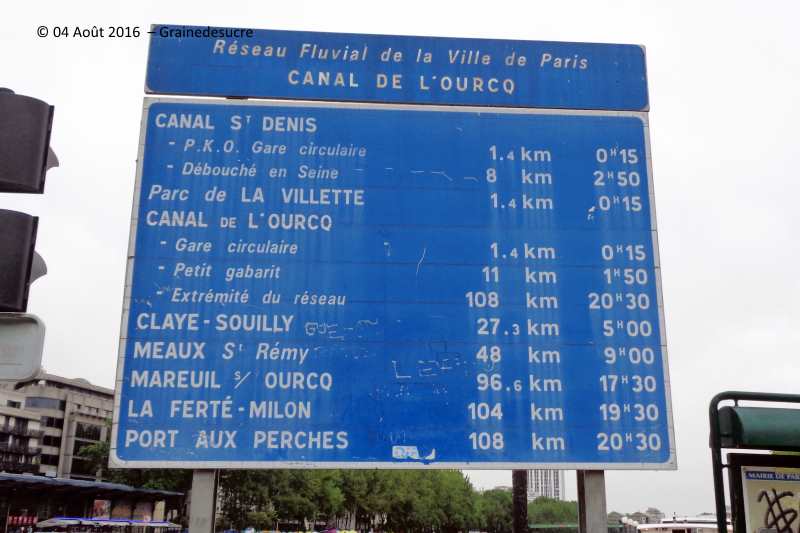 © 04 Août 2016 – Grainedesucre
Réseau Fluvial de la Ville de Paris
CANAL DE L'OURCQ
CANAL ST DENIS
- P.K.O. Gare circulaire 1.4 km 0H15
- Débouché en Seine 8 km 2H50
Parc de LA VILLETTE 1.4 km 0H15
CANAL DE L'OURCQ
- Gare circulaire 1.4 km 0H15
- Petit gabarit 11 km 1H50
- Extrémité du réseau 108 km 20H30
CLAYE-SOUILLY 27.3 km 5H00
MEAUX St Rémy 48 km 9H00
MAREUIL s/ OURCQ 96.6 km 17H30
LA FERTÉ-MILON 104 km 19H30
PORT AUX PERCHES 108 km 20H30
MAIRIE DE PAR